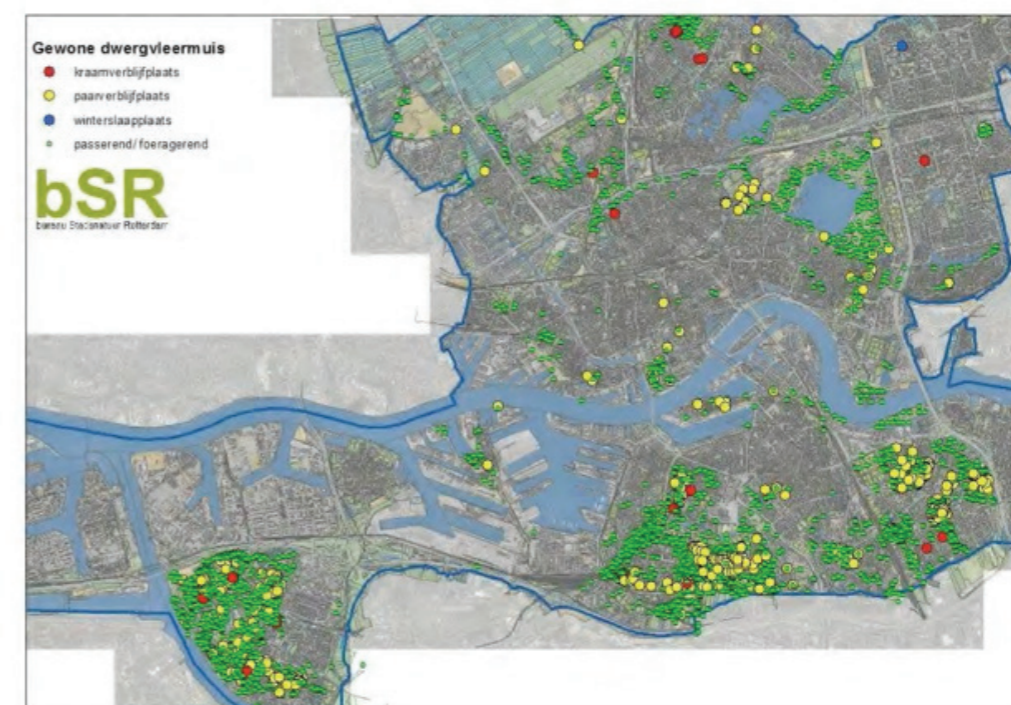 Gewone dwergvleermuis
kraamverblijfplaats
paarverblijfplaats
winterslaapplaats
passerend/foeragerend
bSR
bureau Stadsnatuur Rotterdam